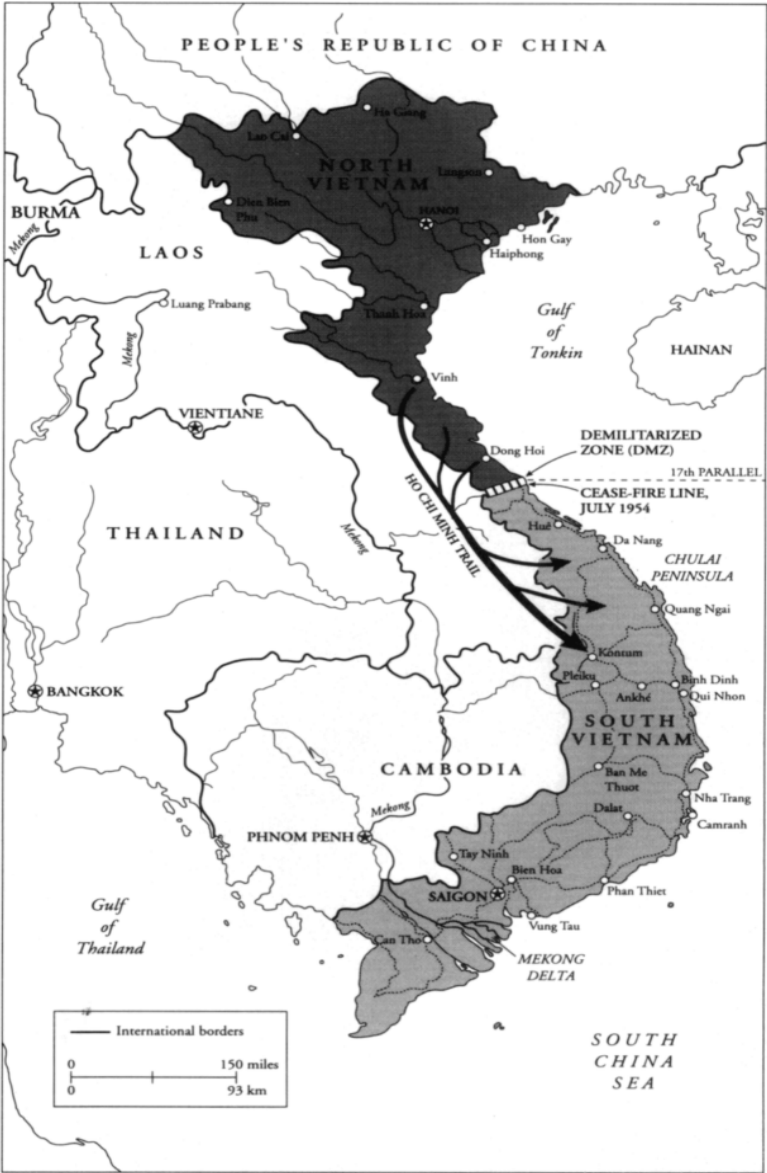 PEOPLE'S REPUBLIC OF CHINA
Ha Giang
Lao Cai
NORTH
VIETNAM
Langson
Dien Bien
Phu
HANOI
BURMA
Mekong
LAOS
Hon Gay
Haiphong
Luang Prabang
Thanh Hoa
Gulf
of
Tonkin
Mekong
HAINAN
Vinh
VIENTIANE
DEMILITARIZED
ZONE (DMZ)
Dong Hoi
17th PARALLEL
HO CHI MINH TRAIL
CEASE-FIRE LINE,
JULY 1954
THAILAND
Mekong
Hué
Da Nang
CHULAI
PENINSULA
Quang Ngai
Kontum
BANGKOK
Pleiku
Binh Dinh
Ankhé
Qui Nhon
SOUTH
VIETNAM
CAMBODIA
Ban Me
Thuot
Nha Trang
Mekong
Dalat
Camranh
PHNOM PENH
Tay Ninh
Bien Hoa
SAIGON
Phan Thiet
Gulf
of
Thailand
Vung Tau
Can Tho
MEKONG
DELTA
International borders
0 150 miles
0 93 km
SOUTH
CHINA
SEA